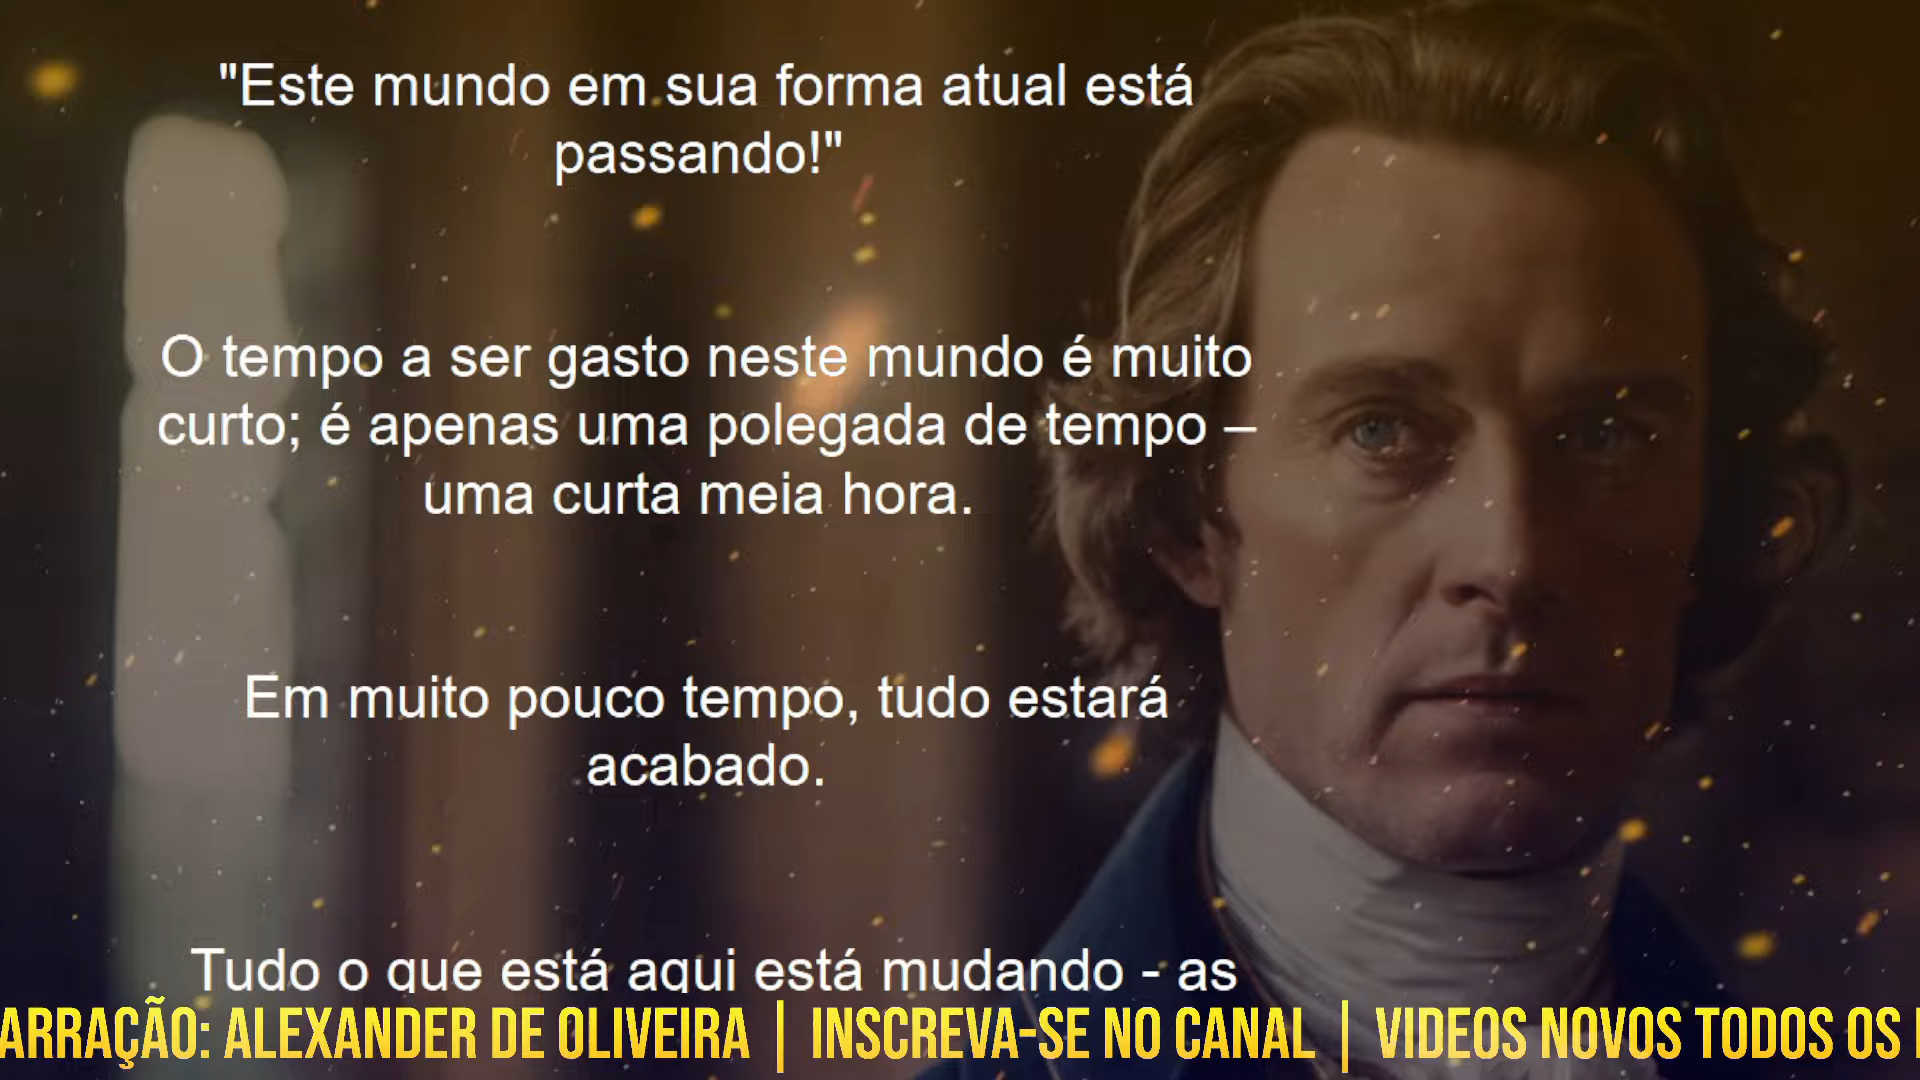 "Este mundo em sua forma atual está
passando!"
O tempo a ser gasto neste mundo é muito
curto; é apenas uma polegada de tempo –
uma curta meia hora.
Em muito pouco tempo, tudo estará
acabado.
Tudo o que está aqui está mudando - as
ARRAÇÃO: ALEXANDER DE OLIVEIRA | INSCREVA-SE NO CANAL | VIDEOS NOVOS TODOS OS